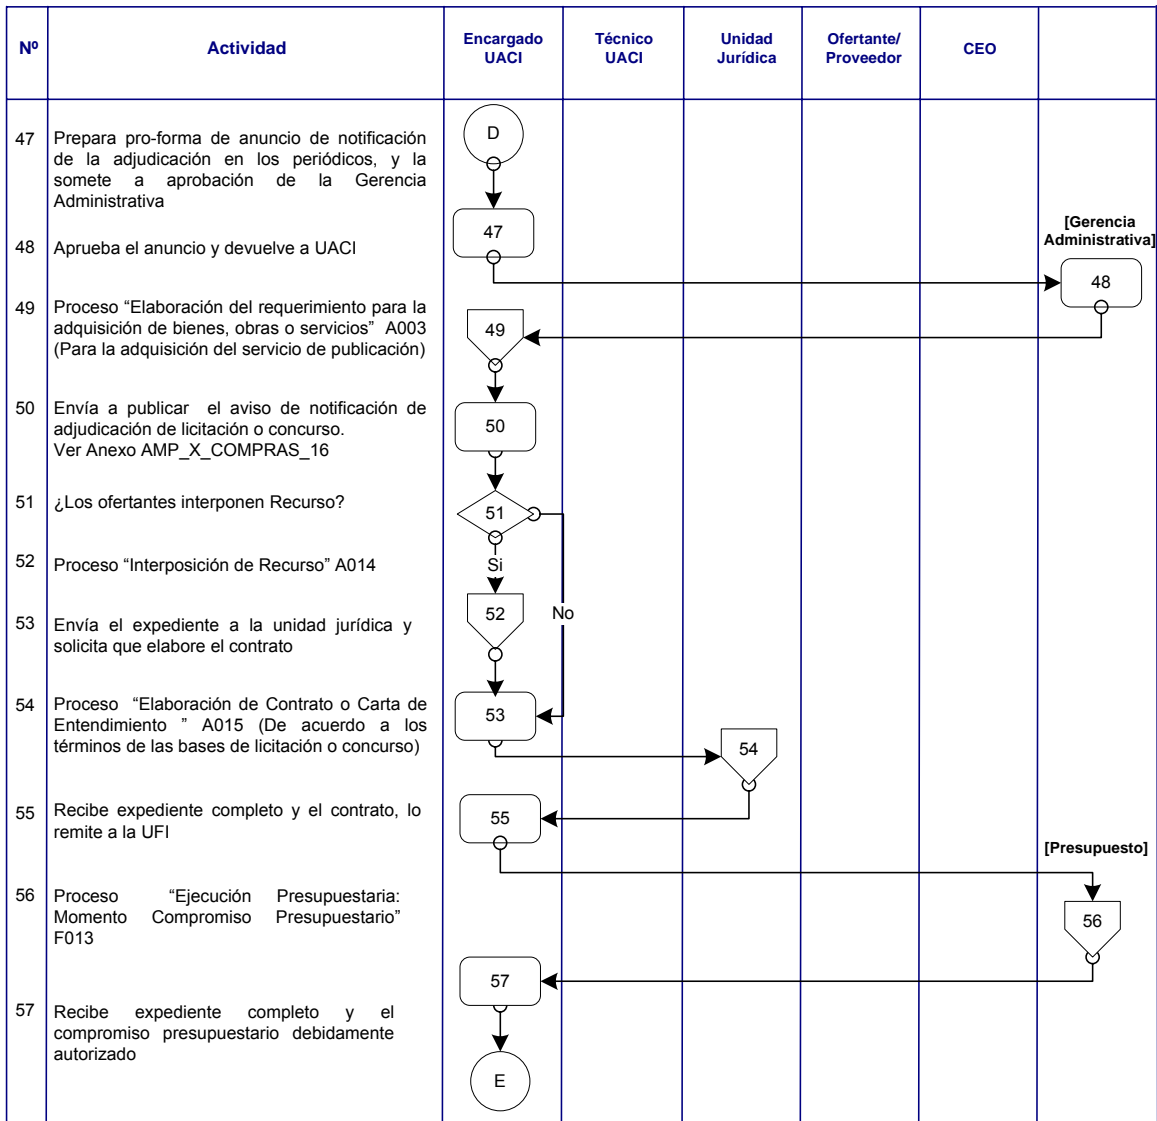 Nº
Actividad
Encargado
UACI
Técnico
UACI
Unidad
Jurídica
Ofertante/
Proveedor
CEO
47
Prepara pro-forma de anuncio de notificación
de la adjudicación en los periódicos, y la
somete a aprobación de la Gerencia
Administrativa
48
Aprueba el anuncio y devuelve a UACI
49
Proceso “Elaboración del requerimiento para la
adquisición de bienes, obras o servicios” A003
(Para la adquisición del servicio de publicación)
50
Envía a publicar el aviso de notificación de
adjudicación de licitación o concurso.
Ver Anexo AMP_X_COMPRAS_16
51
¿Los ofertantes interponen Recurso?
52
Proceso “Interposición de Recurso” A014
53
Envía el expediente a la unidad jurídica y
solicita que elabore el contrato
54
Proceso “Elaboración de Contrato o Carta de
Entendimiento ” A015 (De acuerdo a los
términos de las bases de licitación o concurso)
55
Recibe expediente completo y el contrato, lo
remite a la UFI
56
Proceso “Ejecución Presupuestaria:
Momento Compromiso Presupuestario”
F013
57
Recibe expediente completo y el
compromiso presupuestario debidamente
autorizado
D
47
[Gerencia
Administrativa]
48
49
50
51
Si
No
52
53
54
55
[Presupuesto]
56
57
E